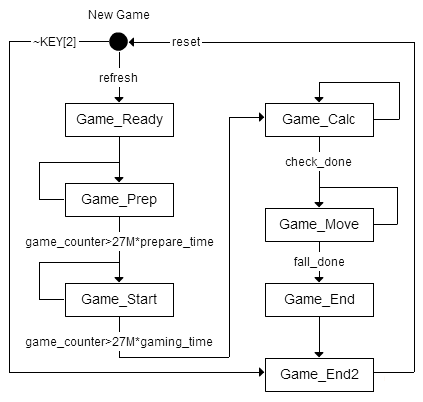 New Game
~KEY[2]
reset
refresh
Game_Ready
Game_Prep
game_counter>27M*prepare_time
Game_Start
game_counter>27M*gaming_time
Game_Calc
check_done
Game_Move
fall_done
Game_End
Game_End2